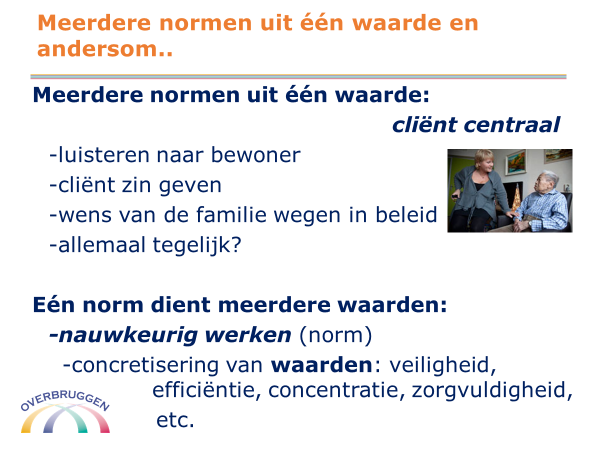 Meerdere normen uit één waarde en
andersom..
Meerdere normen uit één waarde:
cliënt centraal
-luisteren naar bewoner
-cliënt zin geven
-wens van de familie wegen in beleid
-allemaal tegelijk?
Eén norm dient meerdere waarden:
-nauwkeurig werken (norm)
-concretisering van waarden: veiligheid,
efficiëntie, concentratie, zorgvuldigheid,
etc.
OVERBRUGGEN